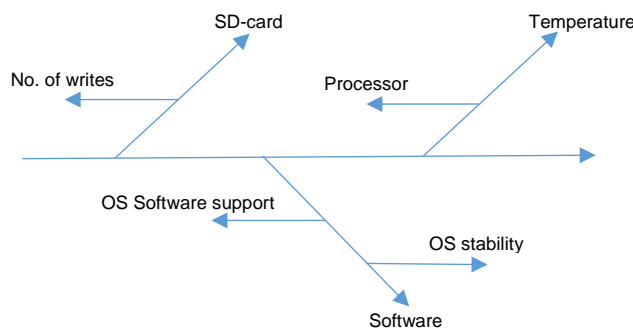 SD-card
Temperature
No. of writes
Processor
OS Software support
OS stability
Software